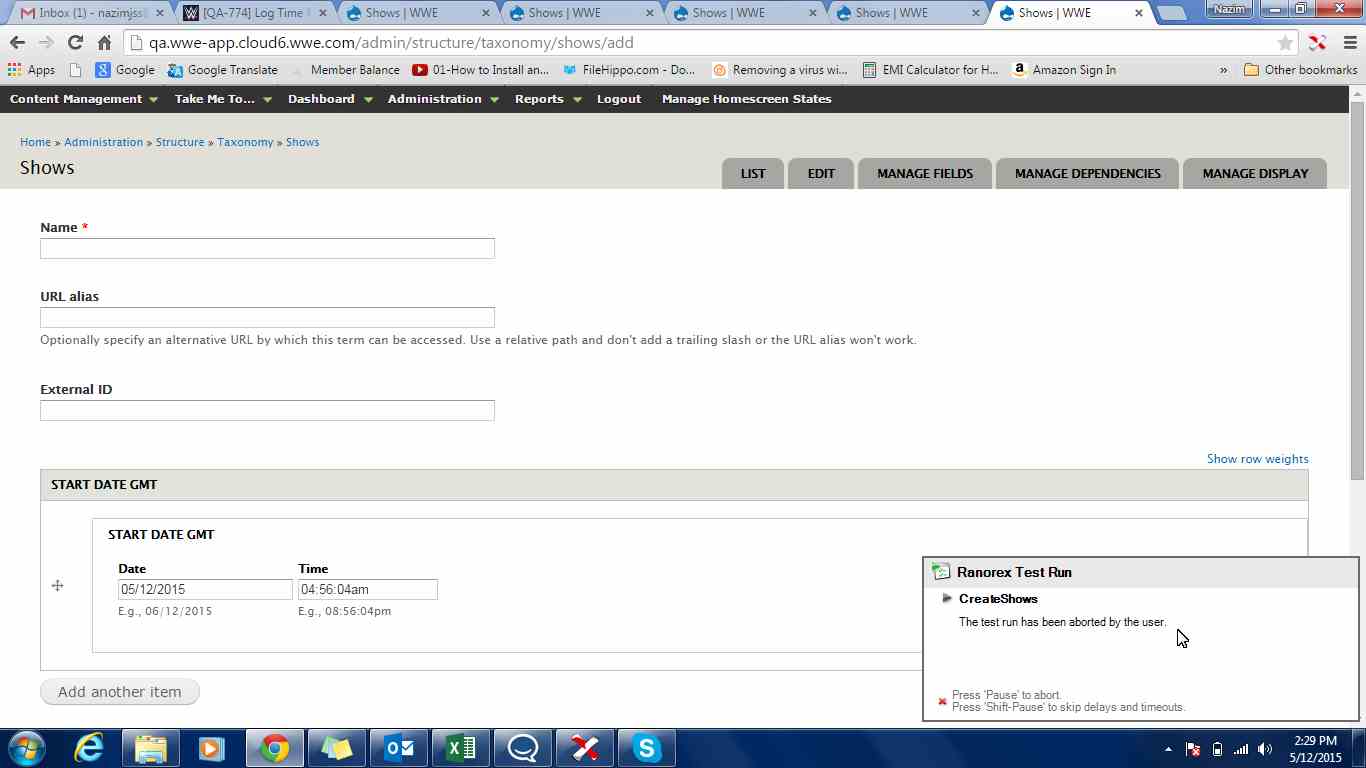 Inbox (1) - nazimjss
[QA-774] Log Time
Shows | WWE
Shows | WWE
Shows | WWE
Shows | WWE
Shows | WWE
Nazim
qa.wwe-app.cloud6.wwe.com/admin/structure/taxonomy/shows/add
Apps Google Google Translate Member Balance 01-How to Install an... FileHippo.com - Do... Removing a virus wi... EMI Calculator for H... Amazon Sign In » Other bookmarks
Content Management Take Me To... Dashboard Administration Reports Logout Manage Homescreen States
Home » Administration » Structure » Taxonomy » Shows
Shows
LIST EDIT MANAGE FIELDS MANAGE DEPENDENCIES MANAGE DISPLAY
Name *
URL alias
Optionally specify an alternative URL by which this term can be accessed. Use a relative path and don't add a trailing slash or the URL alias won't work.
External ID
Show row weights
START DATE GMT
START DATE GMT
Date Time
05/12/2015 04:56:04am
E.g., 06/12/2015 E.g., 08:56:04pm
Add another item
Ranorex Test Run
CreateShows
The test run has been aborted by the user.
Press 'Pause' to abort.
Press 'Shift-Pause' to skip delays and timeouts.
2:29 PM
5/12/2015